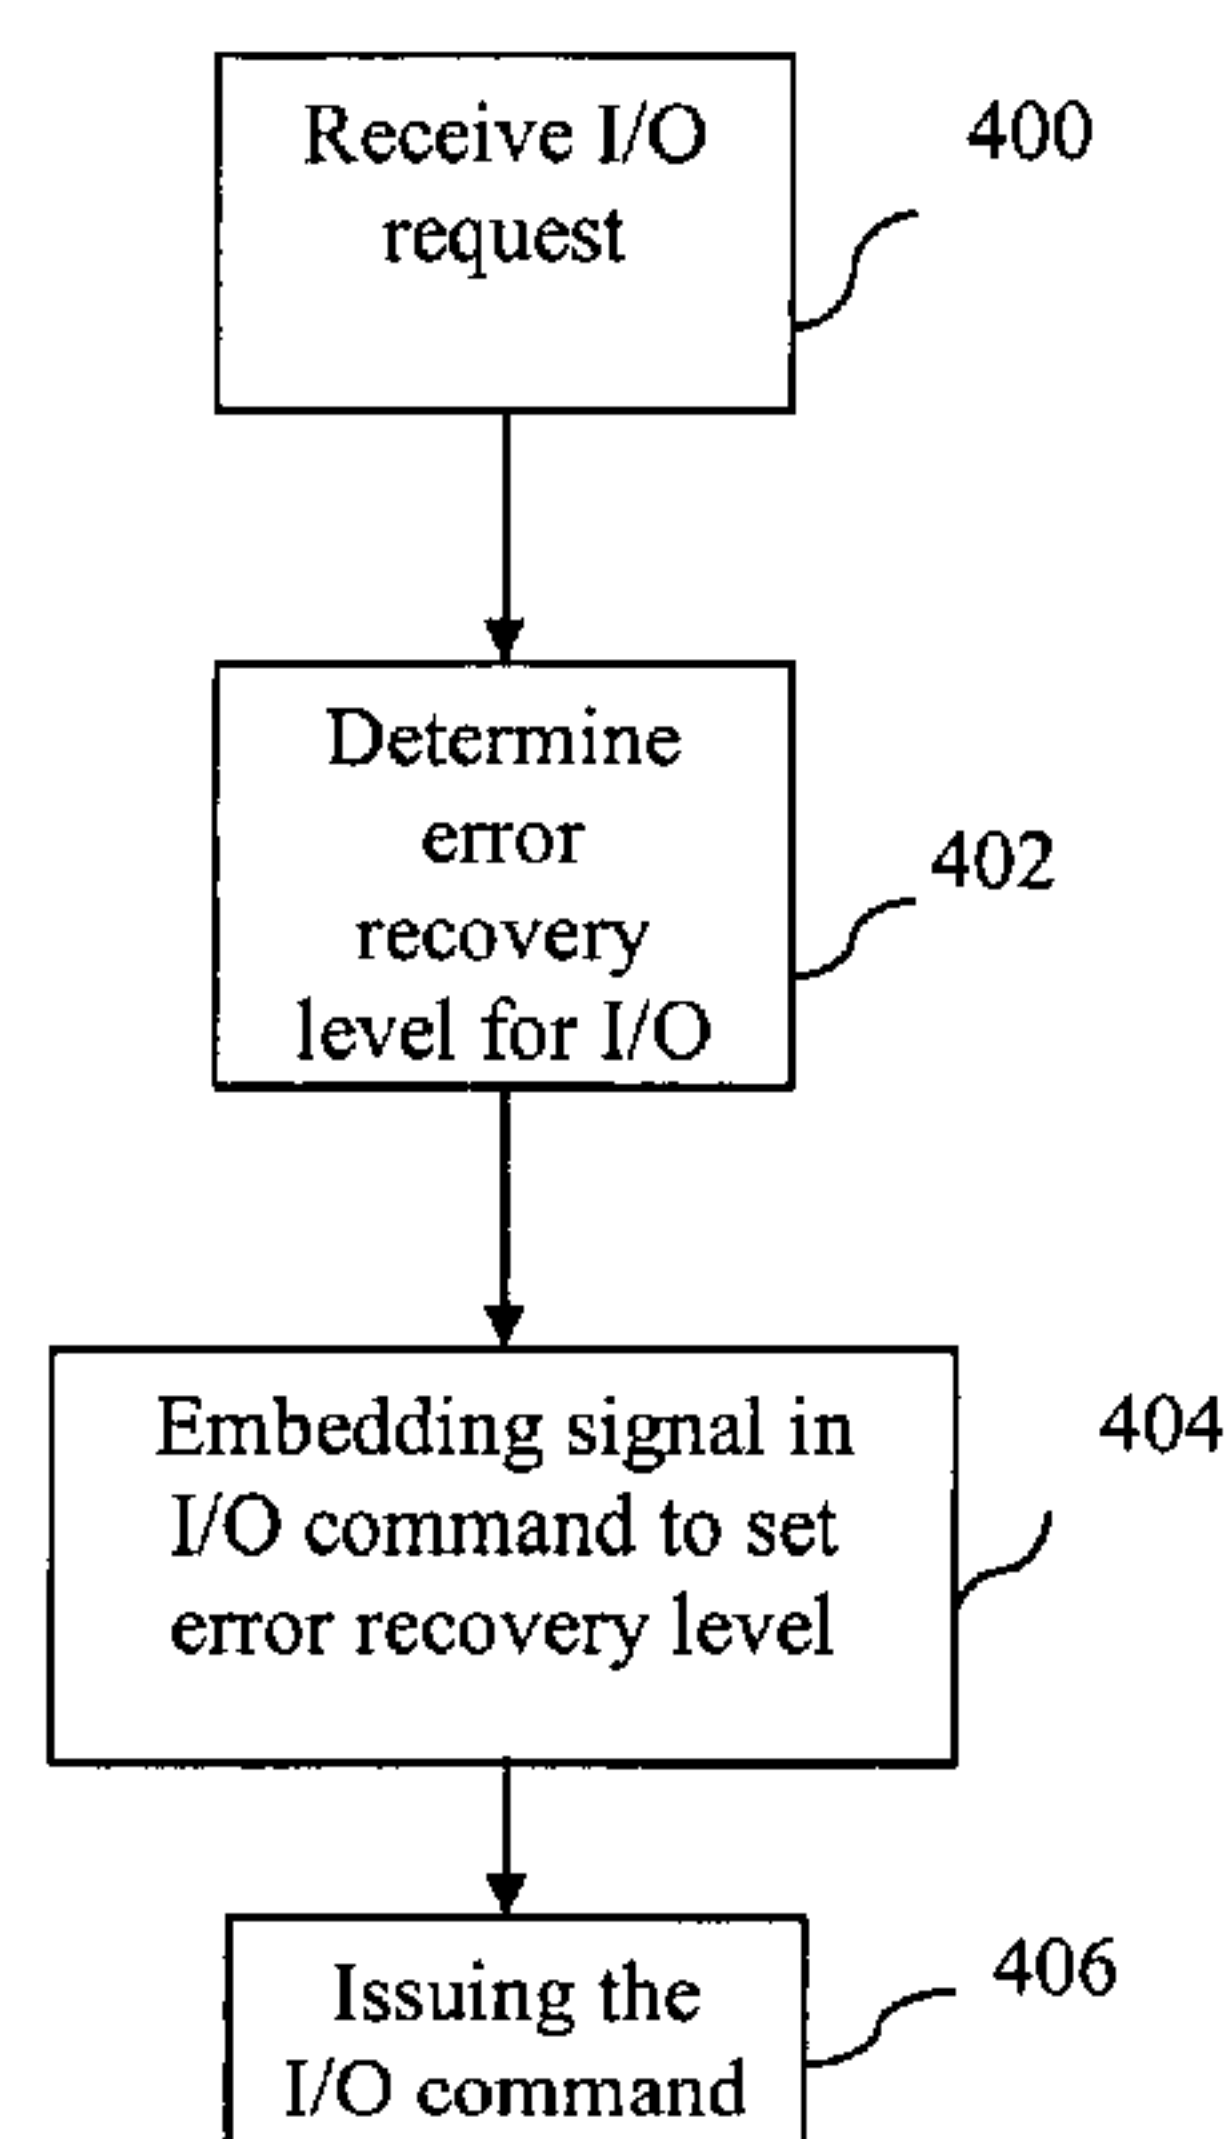 Receive I/O
request
400
Determine
error
recovery
level for I/O
402
Embedding signal in
I/O command to set
error recovery level
404
Issuing the
I/O command
406